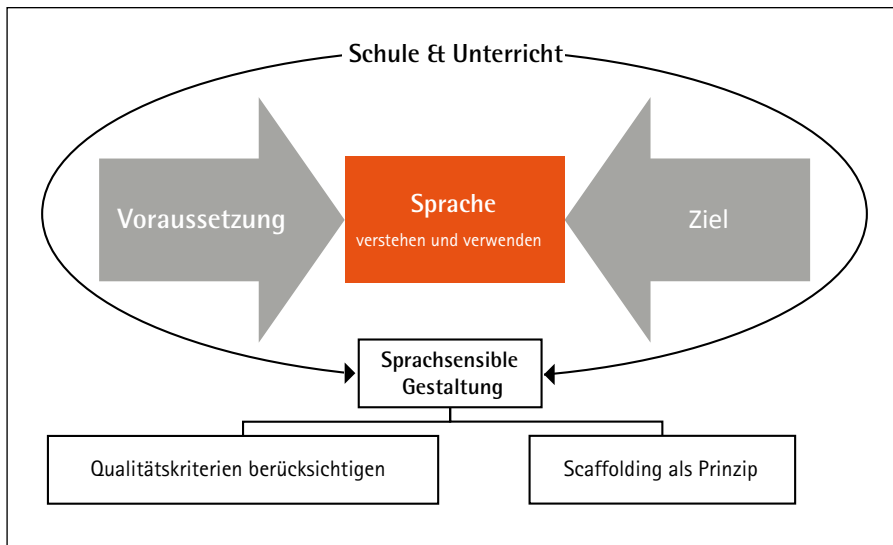 Schule & Unterricht
Voraussetzung
Sprache
verstehen und verwenden
Ziel
Sprachsensible
Gestaltung
Qualitätskriterien berücksichtigen
Scaffolding als Prinzip